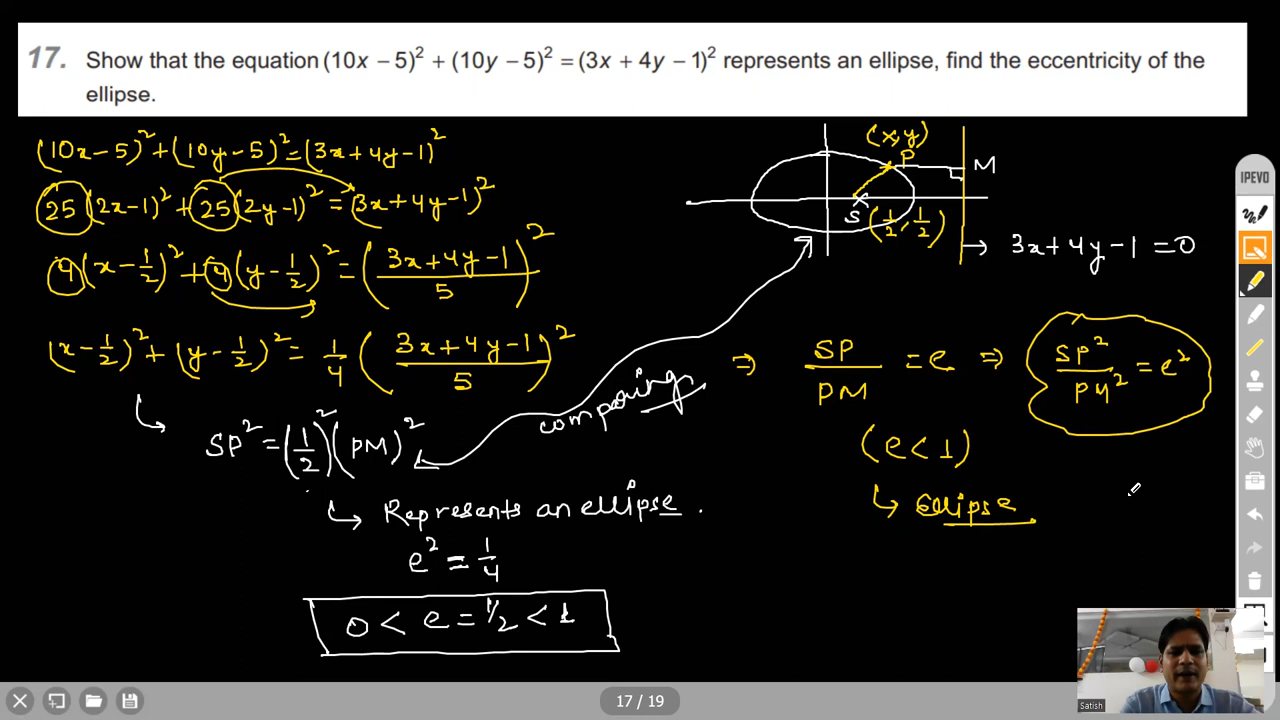 17. Show that the equation (10x − 5)² + (10y − 5)² = (3x + 4y − 1)² represents an ellipse, find the eccentricity of the
ellipse.
(10x−5)²+(10y−5)²=(3x+4y−1)²
25(2x−1)²+25(2y−1)²=(3x+4y−1)²
4(x−1/2)²+4(y−1/2)²=((3x+4y−1)/5)²
(x−1/2)²+(y−1/2)²=1/4((3x+4y−1)/5)²
↳ SP²=(1/2)²(PM)²
↳ Represents an ellipse.
e²=1/4
0<e=1/2<1
comparing
(x,y)
P
M
S
(1/2,1/2)
→ 3x+4y−1=0
⇒ SP/PM=e ⇒ SP²/PM²=e²
(e<1)
↳ Ellipse
IPEVO
Satish
17 / 19